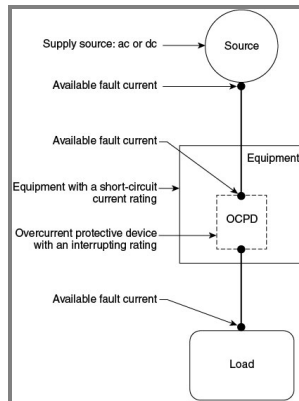 Supply source: ac or dc
Source
Available fault current
Available fault current
Equipment
Equipment with a short-circuit
current rating
OCPD
Overcurrent protective device
with an interrupting rating
Available fault current
Load